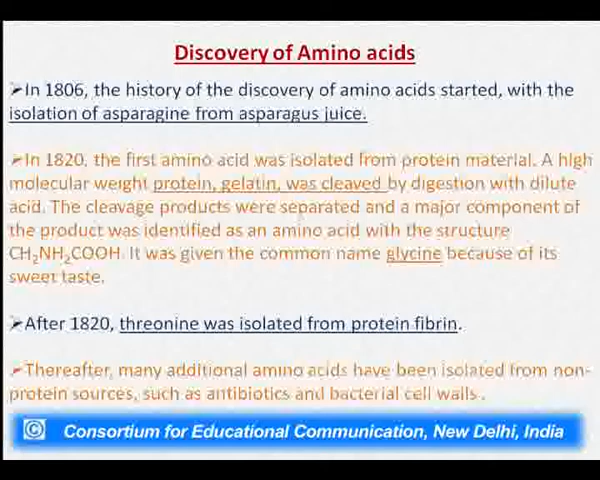 Discovery of Amino acids
➢In 1806, the history of the discovery of amino acids started, with the
isolation of asparagine from asparagus juice.
➢In 1820, the first amino acid was isolated from protein material. A high
molecular weight protein, gelatin, was cleaved by digestion with dilute
acid. The cleavage products were separated and a major component of
the product was identified as an amino acid with the structure
CH₂NH₂COOH. It was given the common name glycine because of its
sweet taste.
➢After 1820, threonine was isolated from protein fibrin.
➢Thereafter, many additional amino acids have been isolated from non-
protein sources, such as antibiotics and bacterial cell walls .
© Consortium for Educational Communication, New Delhi, India